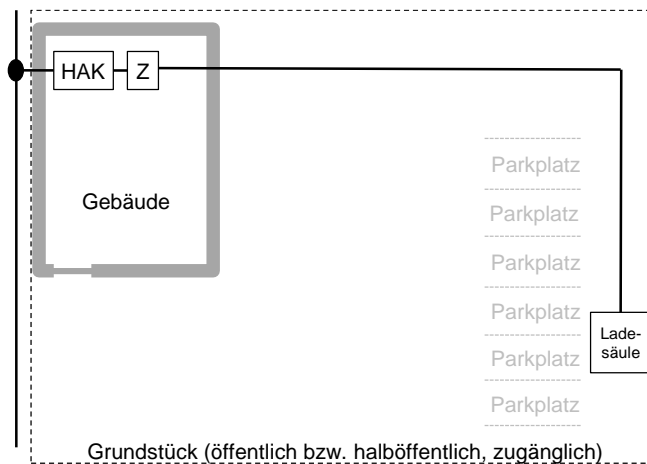 HAK
Z
Gebäude
Parkplatz
Parkplatz
Parkplatz
Parkplatz
Parkplatz
Parkplatz
Lade-
säule
Grundstück (öffentlich bzw. halböffentlich, zugänglich)